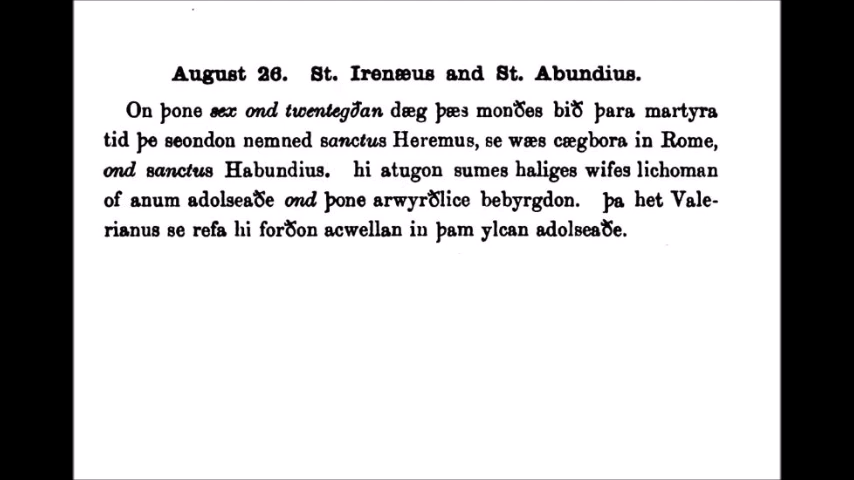 August 26. St. Irenæus and St. Abundius.
On þone sex ond twentegðan dæg þæs monðes bið þara martyra
tid þe seondon nemned sanctus Heremus, se wæs cægbora in Rome,
ond sanctus Habundius. hi atugon sumes haliges wifes lichoman
of anum adolseaðe ond þone arwyrðlice bebyrgdon. þa het Vale-
rianus se refa hi forðon acwellan in þam ylcan adolseaðe.